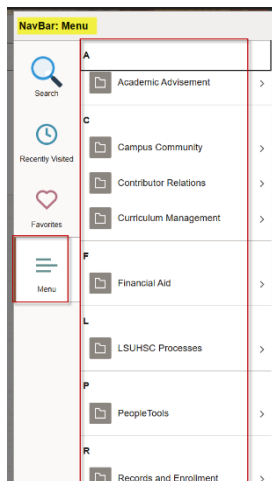 NavBar: Menu
Search
Recently Visited
Favorites
Menu
A
Academic Advisement
C
Campus Community
Contributor Relations
Curriculum Management
F
Financial Aid
L
LSUHSC Processes
P
PeopleTools
R
Records and Enrollment